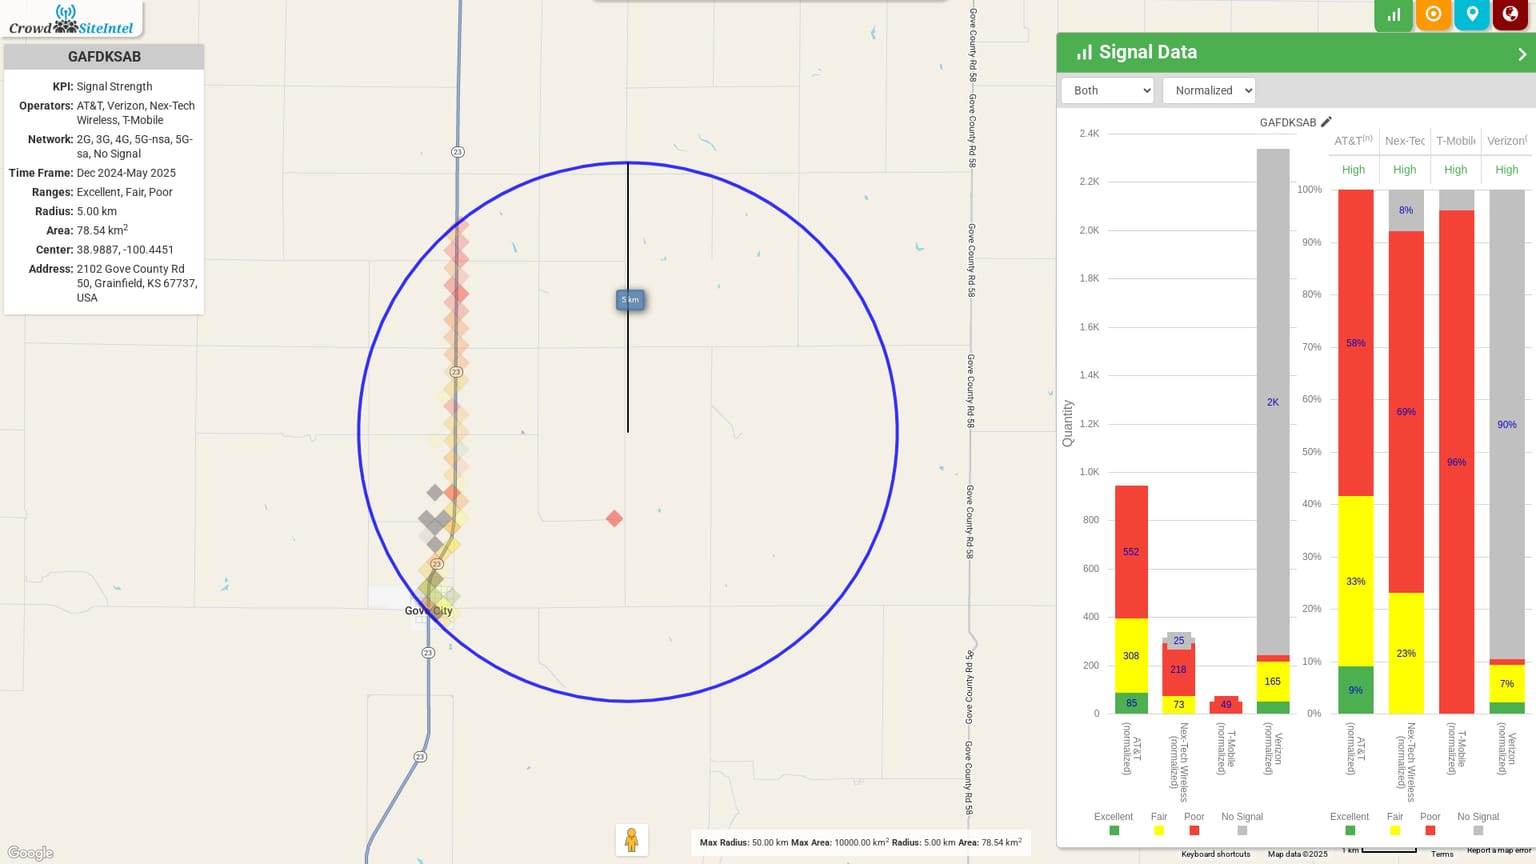 Crowd SiteIntel
GAFDKSAB
KPI: Signal Strength
Operators: AT&T, Verizon, Nex-Tech
Wireless, T-Mobile
Network: 2G, 3G, 4G, 5G-nsa, 5G-
sa, No Signal
Time Frame: Dec 2024-May 2025
Ranges: Excellent, Fair, Poor
Radius: 5.00 km
Area: 78.54 km2
Center: 38.9887, -100.4451
Address: 2102 Gove County Rd
50, Grainfield, KS 67737,
USA
23
23
23
23
23
5 km
Gove City
Gove County Rd 58
Gove County Rd 58
Gove County Rd 58
Gove County Rd 58
Gove County Rd 58
Gove County Rd 58
Gove County Rd 58
Google
Max Radius: 50.00 km Max Area: 10000.00 km2 Radius: 5.00 km Area: 78.54 km2
Signal Data
Both
Normalized
GAFDKSAB
2.4K
2.2K
2.0K
1.8K
1.6K
1.4K
1.2K
1.0K
800
600
400
200
0
Quantity
552
308
85
25
218
73
49
2K
165
AT&T
(normalized)
Nex-Tech Wireless
(normalized)
T-Mobile
(normalized)
Verizon
(normalized)
Excellent Fair Poor No Signal
AT&T(n) Nex-Tec T-Mobile Verizon(
High High High High
100%
90%
80%
70%
60%
50%
40%
30%
20%
10%
0%
58%
33%
9%
8%
69%
23%
96%
90%
7%
AT&T
(normalized)
Nex-Tech Wireless
(normalized)
T-Mobile
(normalized)
Verizon
(normalized)
Excellent Fair Poor No Signal
Keyboard shortcuts Map data ©2025 1 km Terms Report a map error